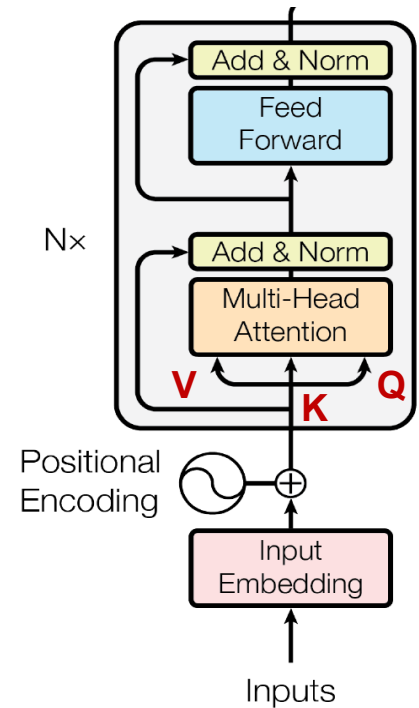 Add & Norm
Feed
Forward
N×
Add & Norm
Multi-Head
Attention
V
K
Q
Positional
Encoding
Input
Embedding
Inputs